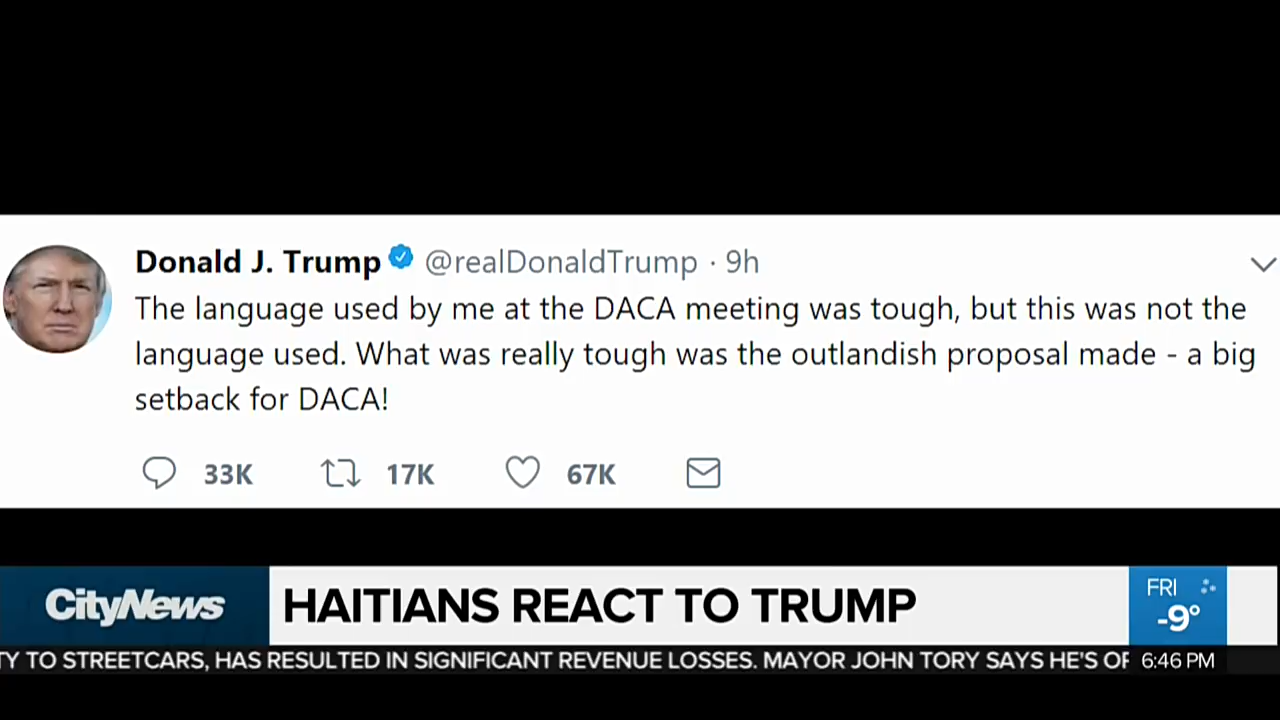 Donald J. Trump @realDonaldTrump · 9h
The language used by me at the DACA meeting was tough, but this was not the
language used. What was really tough was the outlandish proposal made - a big
setback for DACA!
33K 17K 67K
CityNews
HAITIANS REACT TO TRUMP
FRI
-9°
TY TO STREETCARS, HAS RESULTED IN SIGNIFICANT REVENUE LOSSES. MAYOR JOHN TORY SAYS HE'S OF
6:46 PM